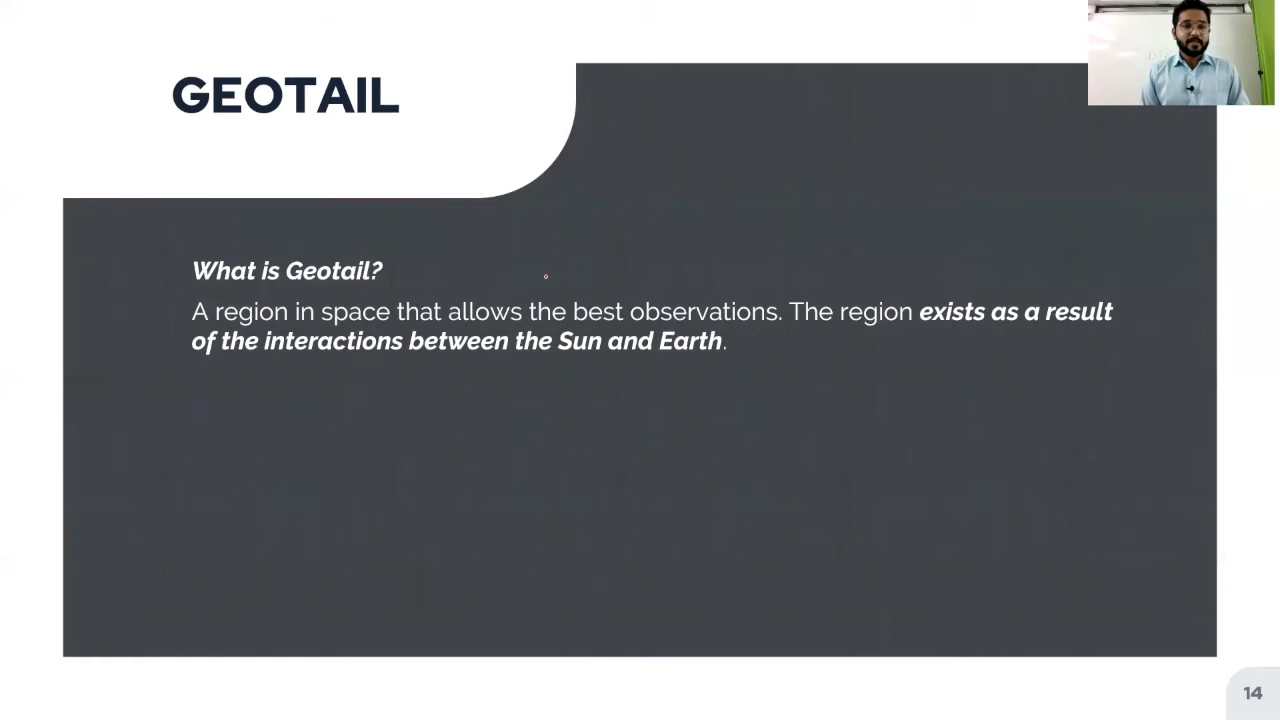 GEOTAIL
What is Geotail?
A region in space that allows the best observations. The region exists as a result
of the interactions between the Sun and Earth.
14